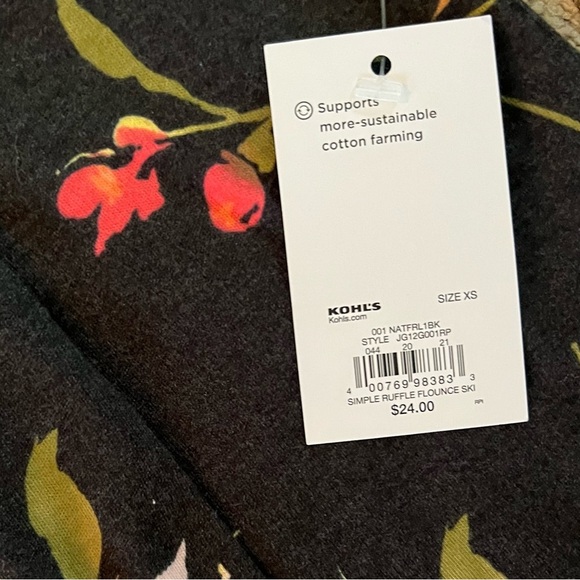 Supports
more-sustainable
cotton farming
KOHL'S
SIZE XS
Kohls.com
001 NATFRL1BK
STYLE JG12G001RP
044 20 21
4 00769 98383 3
SIMPLE RUFFLE FLOUNCE SKI
$24.00
RPI